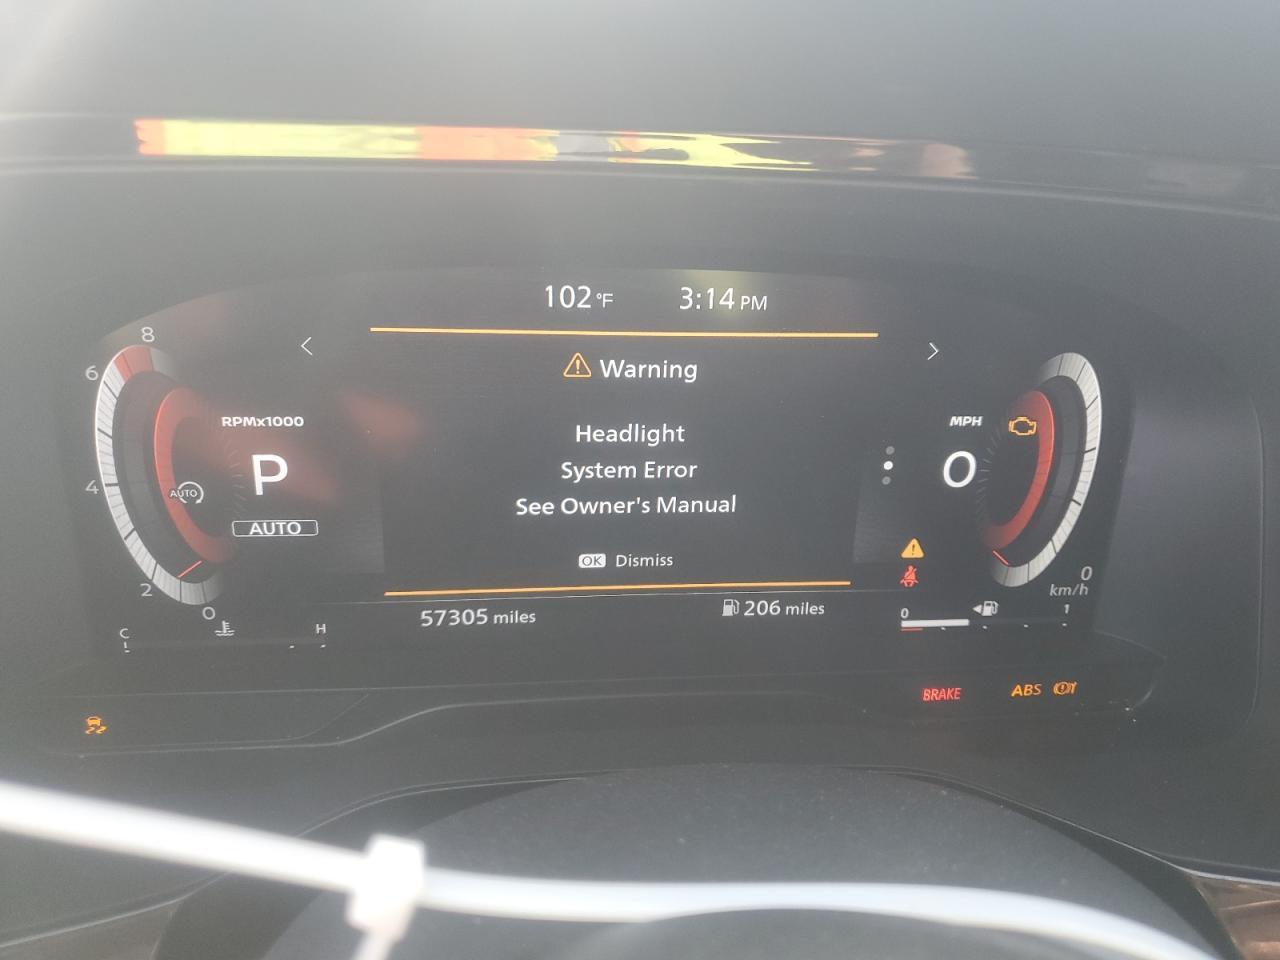 102 °F 3:14 PM
Warning
Headlight
System Error
See Owner's Manual
OK Dismiss
57305 miles
206 miles
8
6
4
2
0
RPMx1000
P
AUTO
AUTO
C H
MPH
0
0
km/h
0 1
BRAKE
ABS